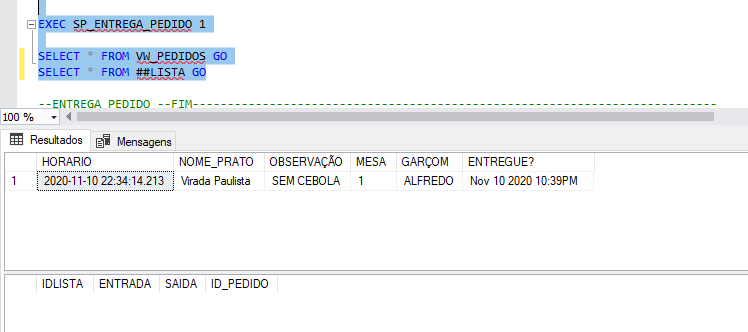 EXEC SP_ENTREGA_PEDIDO 1
SELECT * FROM VW_PEDIDOS GO
SELECT * FROM ##LISTA GO
--ENTREGA PEDIDO --FIM--------------------------------------------------------------------------------
100 %
Resultados Mensagens
HORARIO NOME_PRATO OBSERVAÇÃO MESA GARÇOM ENTREGUE?
1 2020-11-10 22:34:14.213 Virada Paulista SEM CEBOLA 1 ALFREDO Nov 10 2020 10:39PM
IDLISTA ENTRADA SAIDA ID_PEDIDO